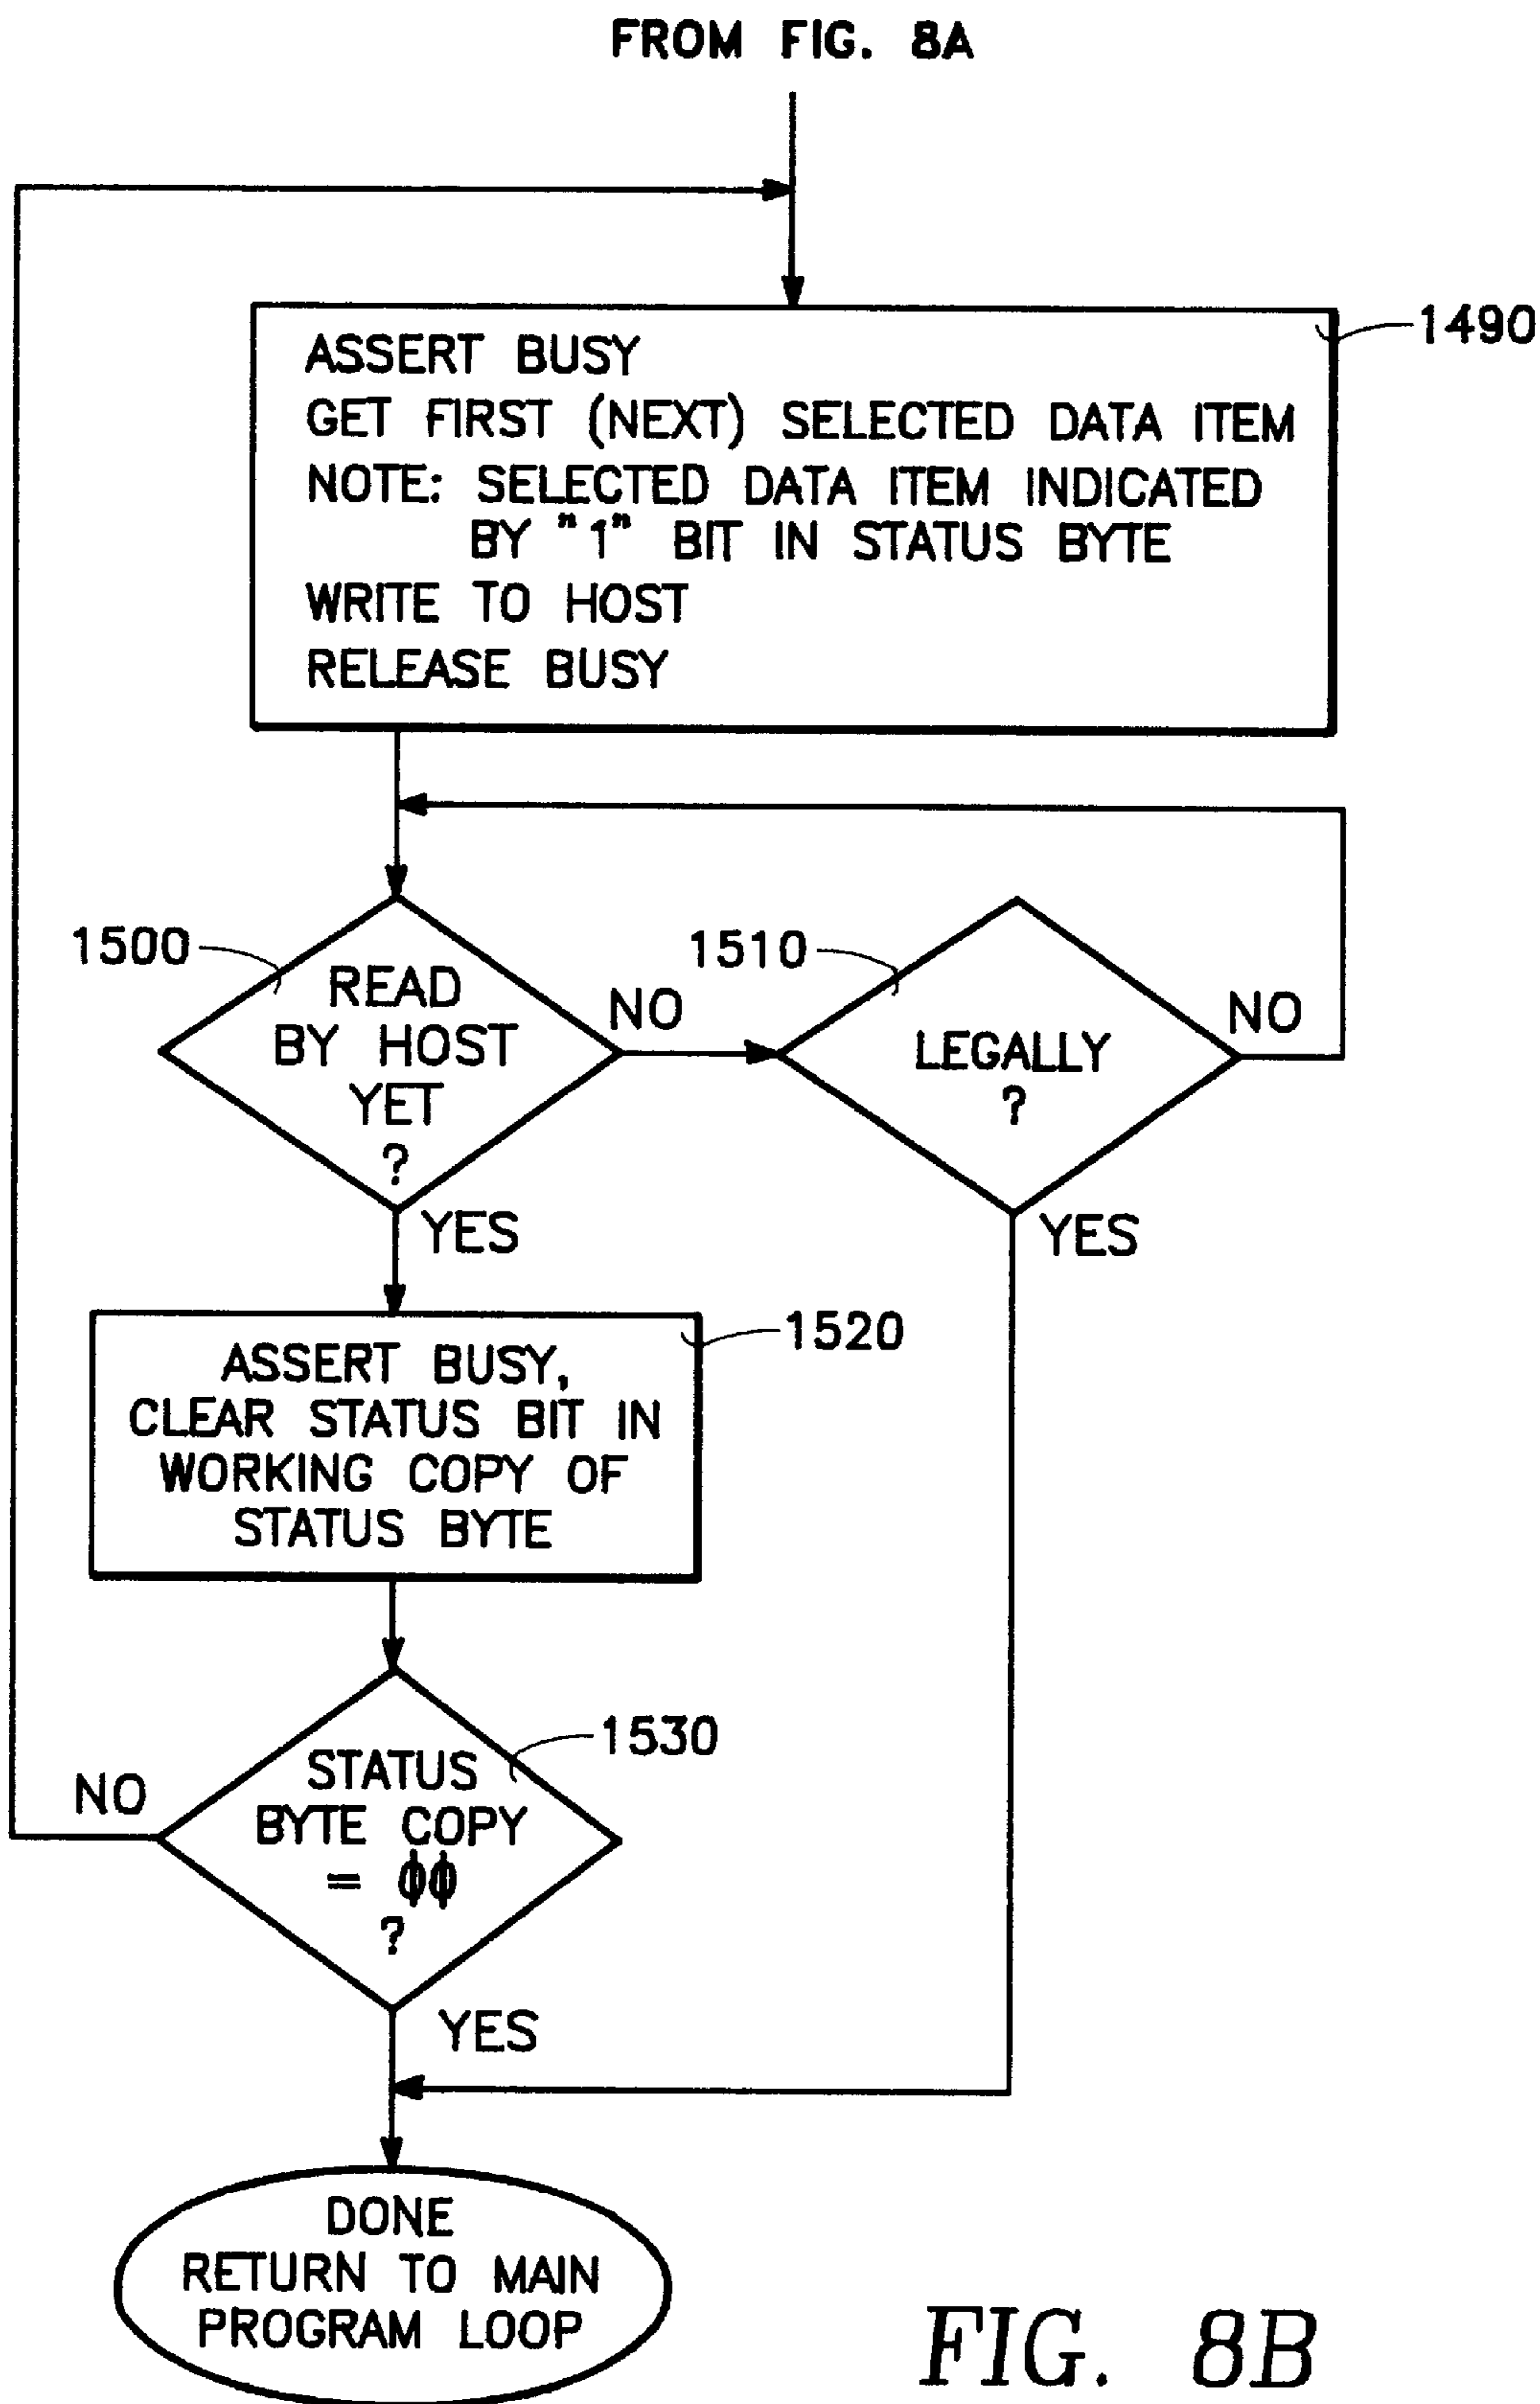 FROM FIG. 8A
1490
ASSERT BUSY
GET FIRST (NEXT) SELECTED DATA ITEM
NOTE: SELECTED DATA ITEM INDICATED
BY "1" BIT IN STATUS BYTE
WRITE TO HOST
RELEASE BUSY
1500
READ
BY HOST
YET
?
NO
YES
1510
LEGALLY
?
NO
YES
1520
ASSERT BUSY,
CLEAR STATUS BIT IN
WORKING COPY OF
STATUS BYTE
1530
STATUS
BYTE COPY
= ϕϕ
?
NO
YES
DONE
RETURN TO MAIN
PROGRAM LOOP
FIG. 8B